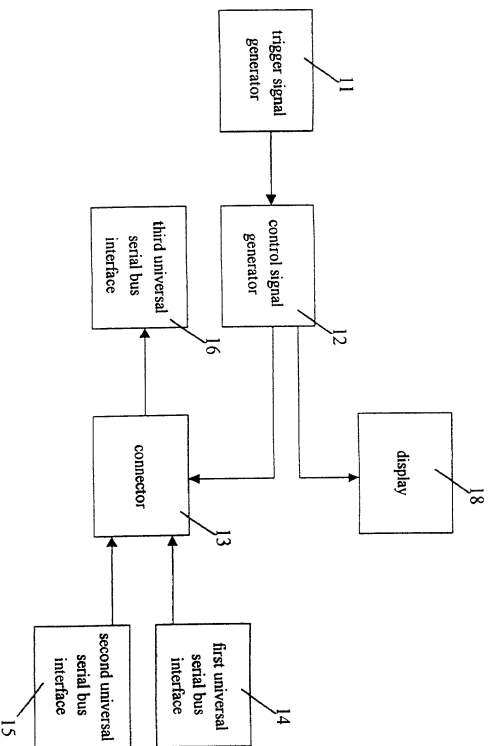 trigger signal
generator
11
control signal
generator
12
display
18
third universal
serial bus
interface
16
connector
13
first universal
serial bus
interface
14
second universal
serial bus
interface
15